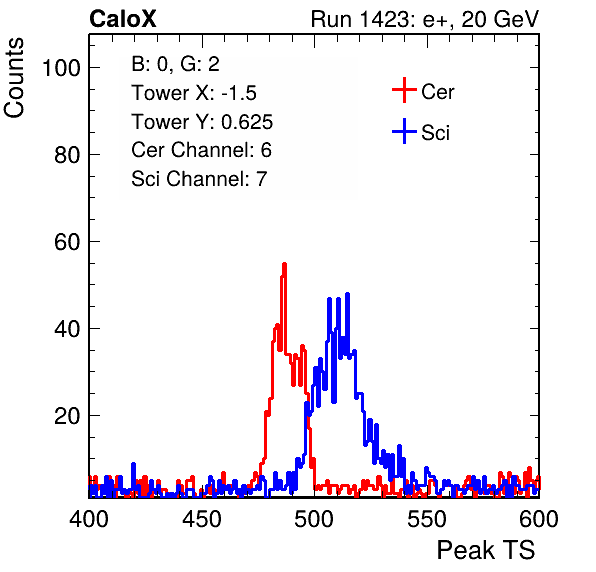 CaloX Run 1423: e+, 20 GeV
Counts
B: 0, G: 2
Tower X: -1.5
Tower Y: 0.625
Cer Channel: 6
Sci Channel: 7
Cer
Sci
100
80
60
40
20
400 450 500 550 600
Peak TS